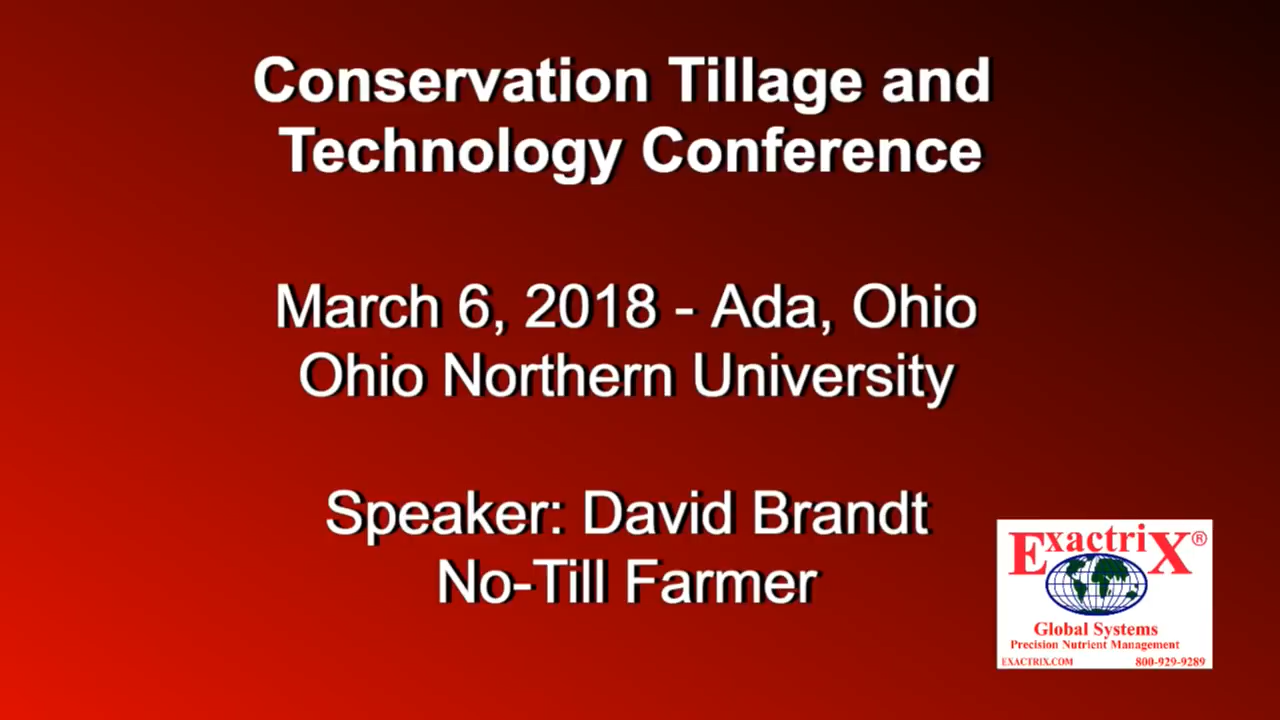 Conservation Tillage and
Technology Conference
March 6, 2018 - Ada, Ohio
Ohio Northern University
Speaker: David Brandt
No-Till Farmer
ExactriX®
Global Systems
Precision Nutrient Management
EXACTRIX.COM 800-929-9289